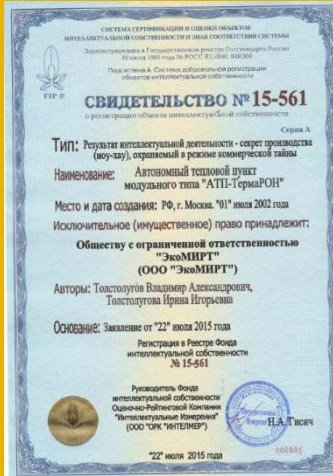 СИСТЕМА СЕРТИФИКАЦИИ И ОЦЕНКИ ОБЪЕКТОВ
ИНТЕЛЛЕКТУАЛЬНОЙ СОБСТВЕННОСТИ И ЗНАК СООТВЕТСТВИЯ СИСТЕМЫ
Зарегистрирована в Государственном реестре Госстандарта России
Подсистема А. Система добровольной регистрации
объектов интеллектуальной собственности
FIP ®
СВИДЕТЕЛЬСТВО № 15-561
о регистрации объекта интеллектуальной собственности
Серия А
Тип: Результат интеллектуальной деятельности - секрет производства
(ноу-хау), охраняемый в режиме коммерческой тайны
Наименование: Автономный тепловой пункт
модульного типа "АТП-ТермаРОН"
Место и дата создания: РФ, г. Москва. "01" июля 2002 года
Исключительное (имущественное) право принадлежит:
Обществу с ограниченной ответственностью
"ЭкоМИРТ"
(ООО "ЭкоМИРТ")
Авторы: Толстолугов Владимир Александрович,
Толстолугова Ирина Игорьевна
Основание: Заявление от "22" июля 2015 года
Регистрация в Реестре Фонда
интеллектуальной собственности
№ 15-561
Руководитель Фонда
интеллектуальной собственности
Оценочно-Рейтинговой Компании
"Интеллектуальные Измерения"
(ООО "ОРК "ИНТЕЛМЕР")
Н.А. Тисич
"22" июля 2015 года
000601